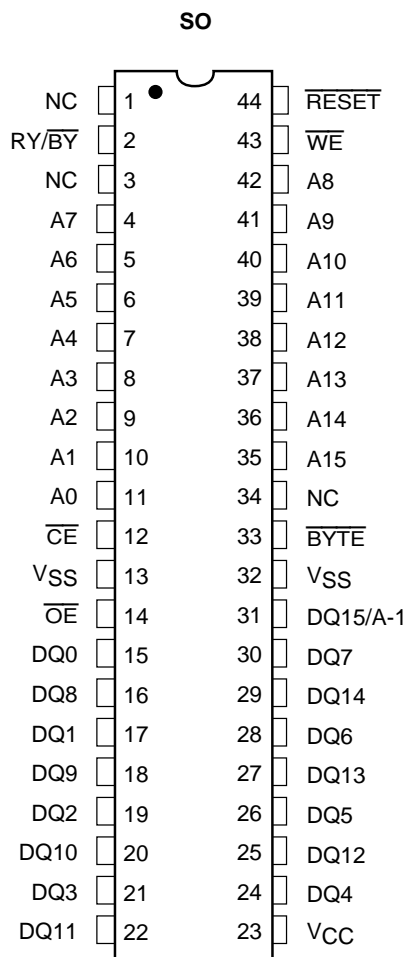 SO
NC 1 44 RESET
RY/BY 2 43 WE
NC 3 42 A8
A7 4 41 A9
A6 5 40 A10
A5 6 39 A11
A4 7 38 A12
A3 8 37 A13
A2 9 36 A14
A1 10 35 A15
A0 11 34 NC
CE 12 33 BYTE
VSS 13 32 VSS
OE 14 31 DQ15/A-1
DQ0 15 30 DQ7
DQ8 16 29 DQ14
DQ1 17 28 DQ6
DQ9 18 27 DQ13
DQ2 19 26 DQ5
DQ10 20 25 DQ12
DQ3 21 24 DQ4
DQ11 22 23 VCC